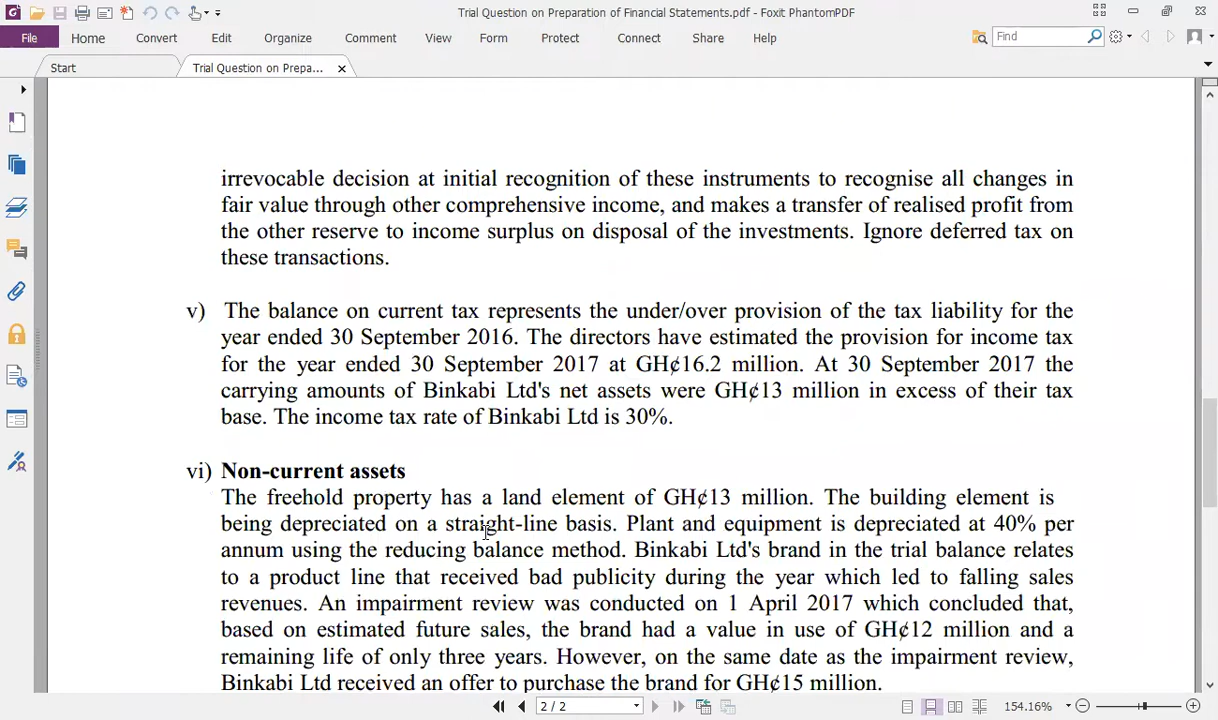 Trial Question on Preparation of Financial Statements.pdf - Foxit PhantomPDF
File Home Convert Edit Organize Comment View Form Protect Connect Share Help Find
Start Trial Question on Prepa...
irrevocable decision at initial recognition of these instruments to recognise all changes in
fair value through other comprehensive income, and makes a transfer of realised profit from
the other reserve to income surplus on disposal of the investments. Ignore deferred tax on
these transactions.
v) The balance on current tax represents the under/over provision of the tax liability for the
year ended 30 September 2016. The directors have estimated the provision for income tax
for the year ended 30 September 2017 at GH¢16.2 million. At 30 September 2017 the
carrying amounts of Binkabi Ltd's net assets were GH¢13 million in excess of their tax
base. The income tax rate of Binkabi Ltd is 30%.
vi) Non-current assets
The freehold property has a land element of GH¢13 million. The building element is
being depreciated on a straight-line basis. Plant and equipment is depreciated at 40% per
annum using the reducing balance method. Binkabi Ltd's brand in the trial balance relates
to a product line that received bad publicity during the year which led to falling sales
revenues. An impairment review was conducted on 1 April 2017 which concluded that,
based on estimated future sales, the brand had a value in use of GH¢12 million and a
remaining life of only three years. However, on the same date as the impairment review,
Binkabi Ltd received an offer to purchase the brand for GH¢15 million.
2 / 2 154.16%